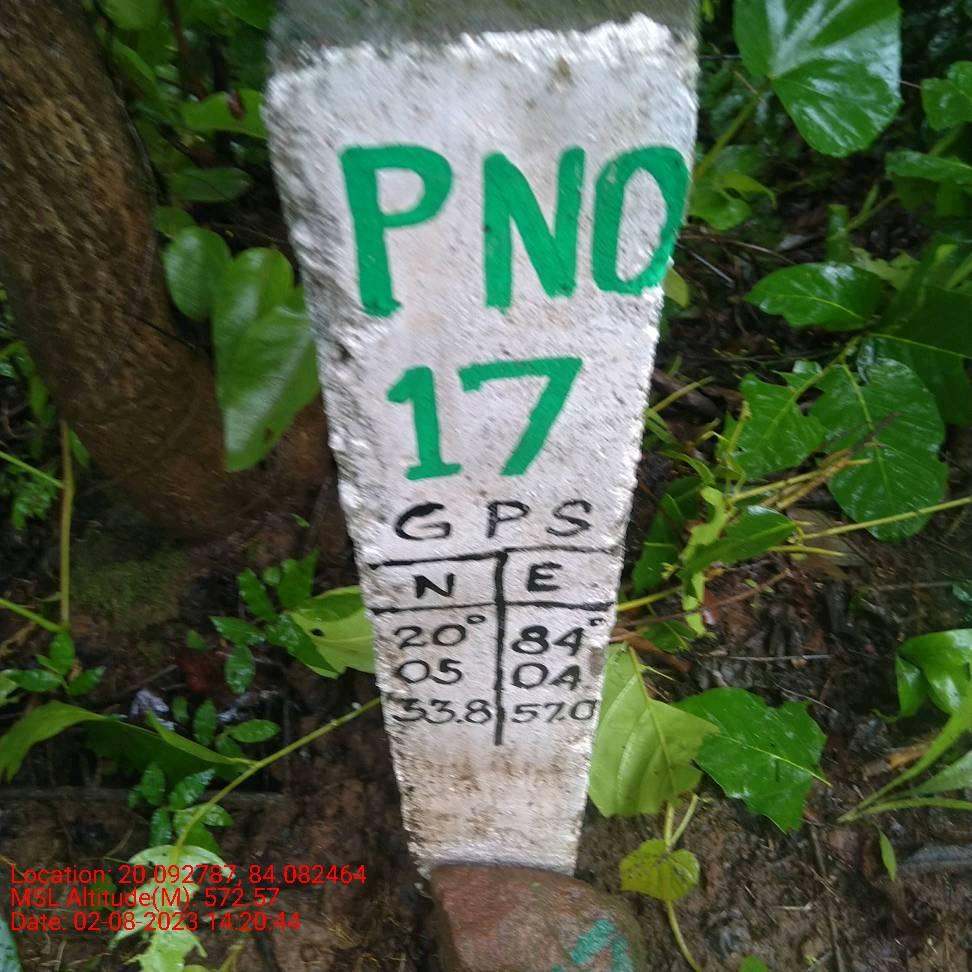 PNO
17
GPS
N E
20° 84°
05 04
33.8 57.0
Location: 20.092787, 84.082464
MSL Altitude(M): 572.57
Date: 02-08-2023 14:20:44